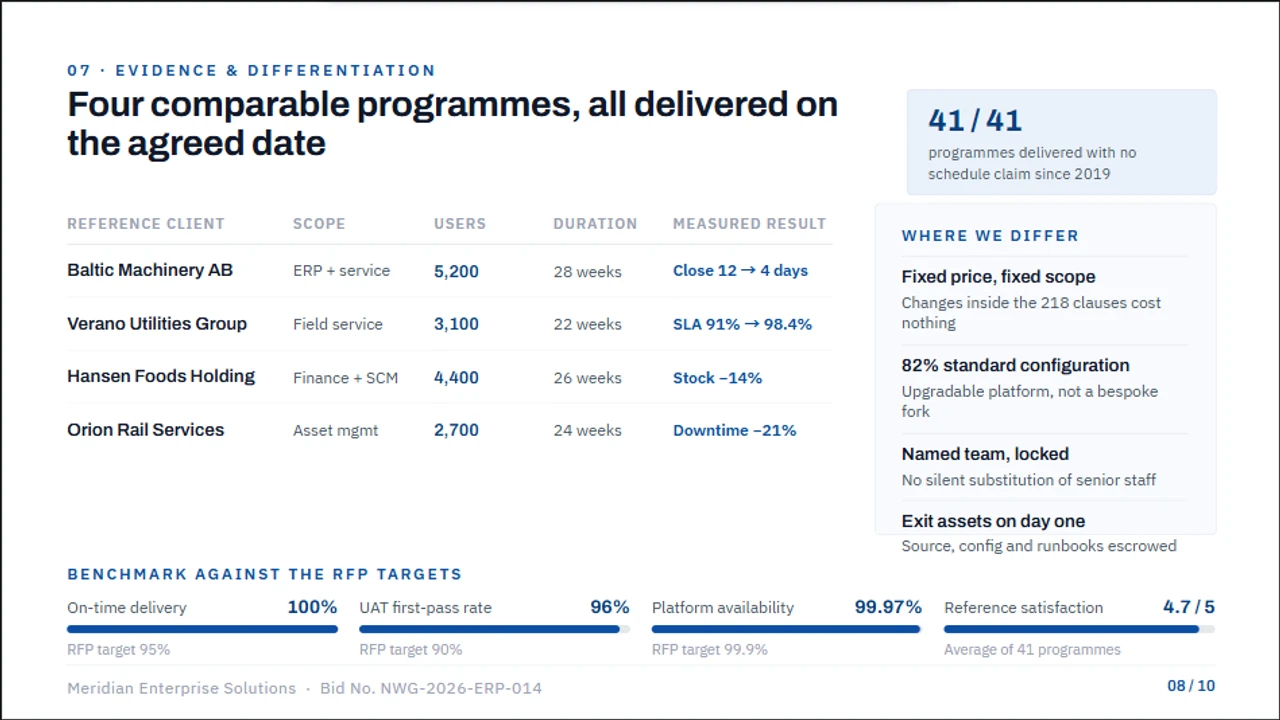 07 · EVIDENCE & DIFFERENTIATION
Four comparable programmes, all delivered on
the agreed date
41 / 41
programmes delivered with no
schedule claim since 2019
REFERENCE CLIENT SCOPE USERS DURATION MEASURED RESULT
Baltic Machinery AB ERP + service 5,200 28 weeks Close 12 → 4 days
Verano Utilities Group Field service 3,100 22 weeks SLA 91% → 98.4%
Hansen Foods Holding Finance + SCM 4,400 26 weeks Stock −14%
Orion Rail Services Asset mgmt 2,700 24 weeks Downtime −21%
WHERE WE DIFFER
Fixed price, fixed scope
Changes inside the 218 clauses cost
nothing
82% standard configuration
Upgradable platform, not a bespoke
fork
Named team, locked
No silent substitution of senior staff
Exit assets on day one
Source, config and runbooks escrowed
BENCHMARK AGAINST THE RFP TARGETS
On-time delivery 100% UAT first-pass rate 96% Platform availability 99.97% Reference satisfaction 4.7 / 5
RFP target 95% RFP target 90% RFP target 99.9% Average of 41 programmes
Meridian Enterprise Solutions · Bid No. NWG-2026-ERP-014 08 / 10